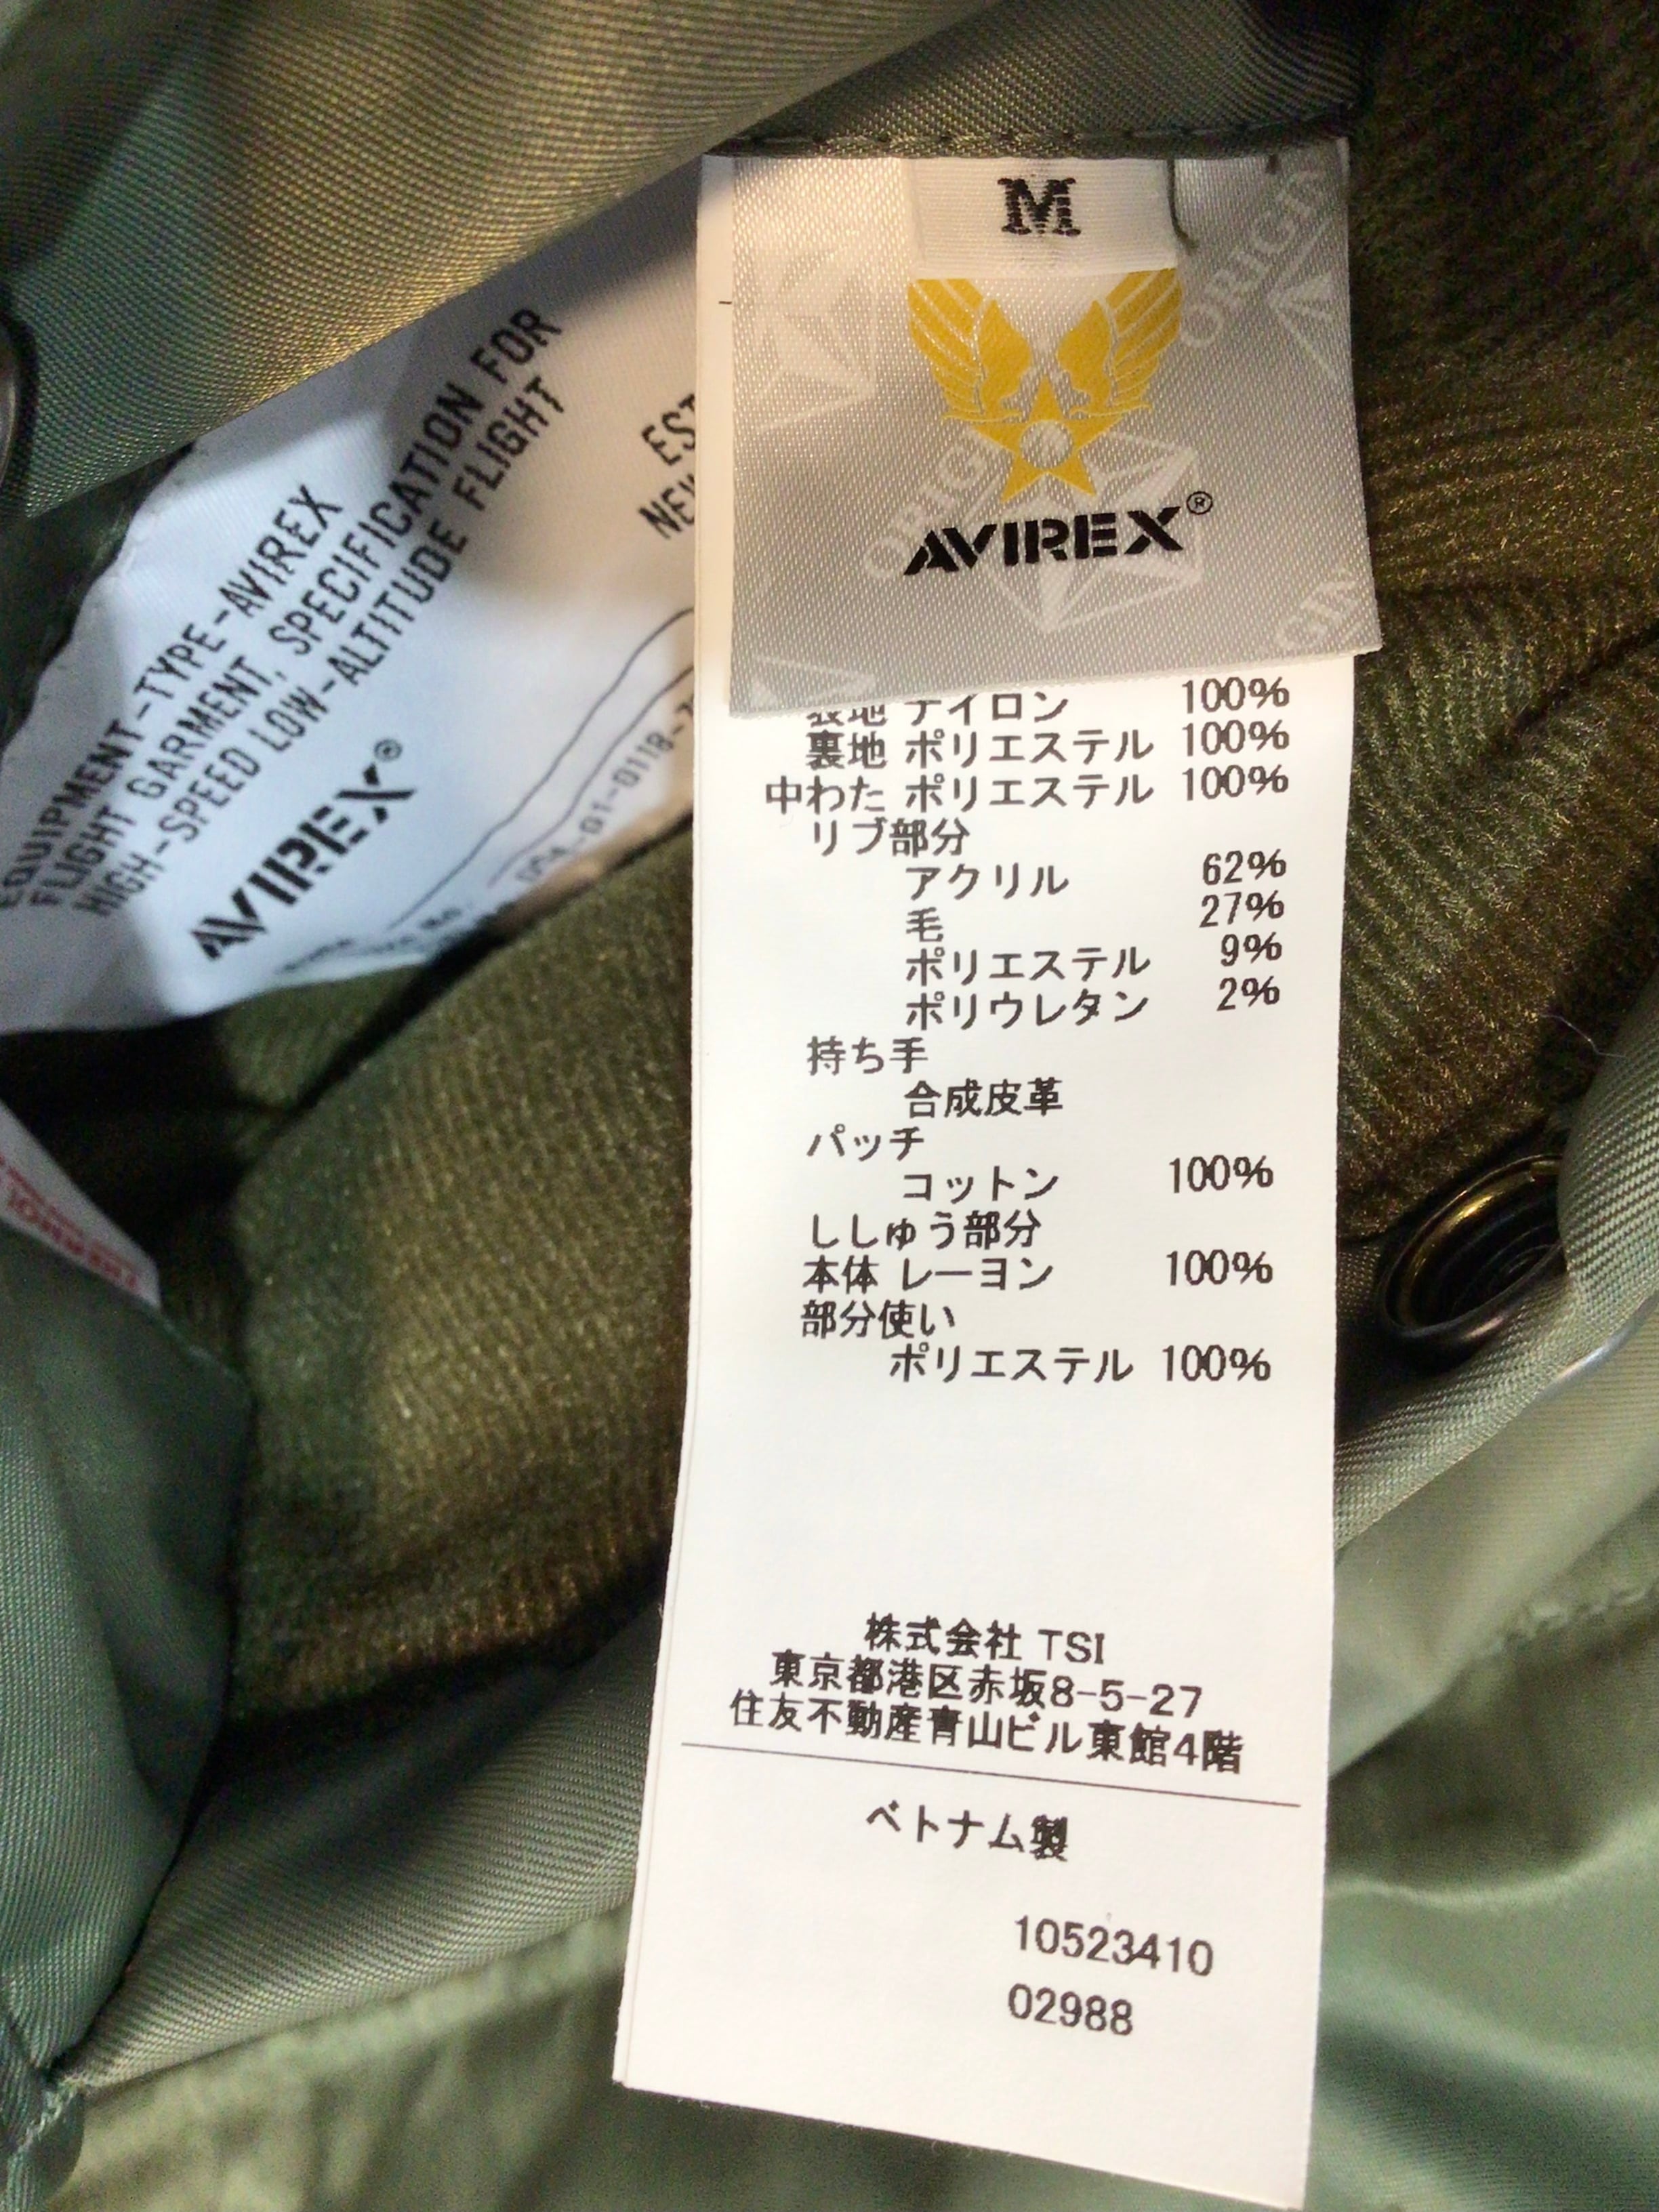 M
AVIREX®
ORIGIN
表地 ナイロン 100%
裏地 ポリエステル 100%
中わた ポリエステル 100%
リブ部分
アクリル 62%
毛 27%
ポリエステル 9%
ポリウレタン 2%
持ち手
合成皮革
パッチ
コットン 100%
ししゅう部分
本体 レーヨン 100%
部分使い
ポリエステル 100%
株式会社 TSI
東京都港区赤坂8-5-27
住友不動産青山ビル東館4階
ベトナム製
10523410
02988
EQUIPMENT-TYPE-AVIREX
FLIGHT GARMENT, SPECIFICATION FOR
HIGH-SPEED LOW-ALTITUDE FLIGHT
AVIREX®
EST